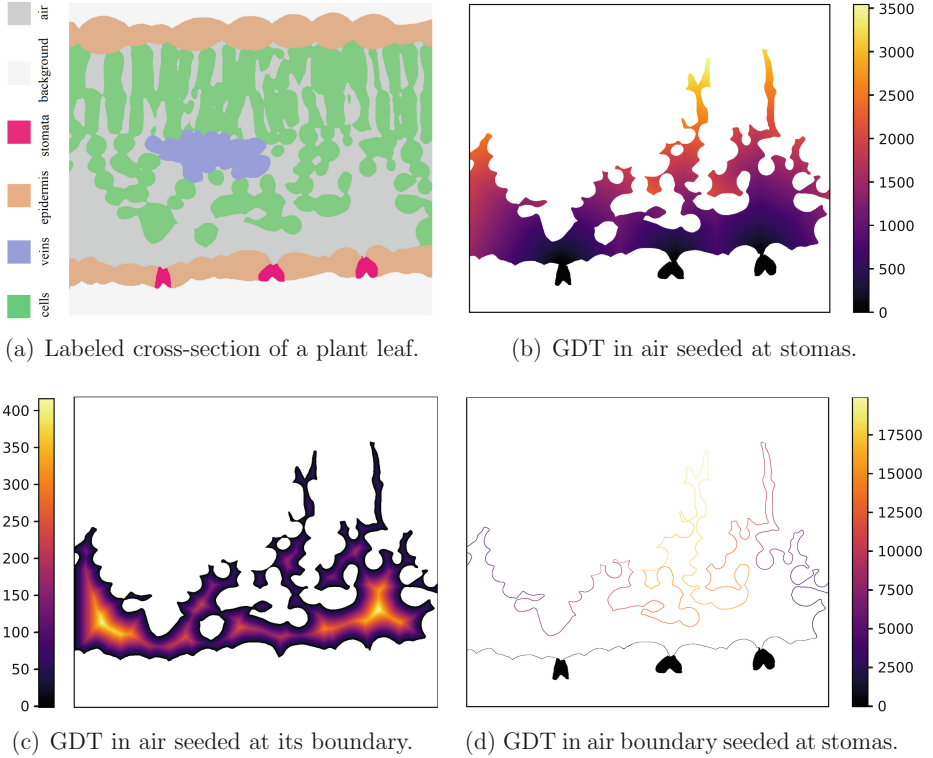 air
background
stomata
epidermis
veins
cells
(a) Labeled cross-section of a plant leaf.
3500
3000
2500
2000
1500
1000
500
0
(b) GDT in air seeded at stomas.
400
350
300
250
200
150
100
50
0
(c) GDT in air seeded at its boundary.
17500
15000
12500
10000
7500
5000
2500
0
(d) GDT in air boundary seeded at stomas.